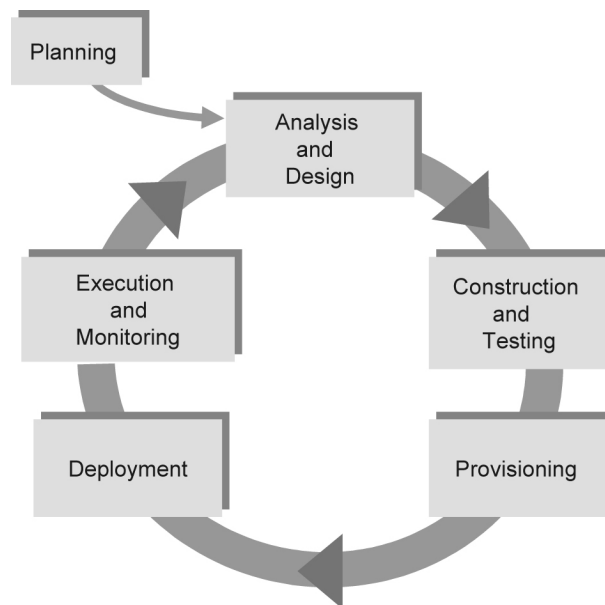 Planning
Analysis
and
Design
Construction
and
Testing
Provisioning
Deployment
Execution
and
Monitoring